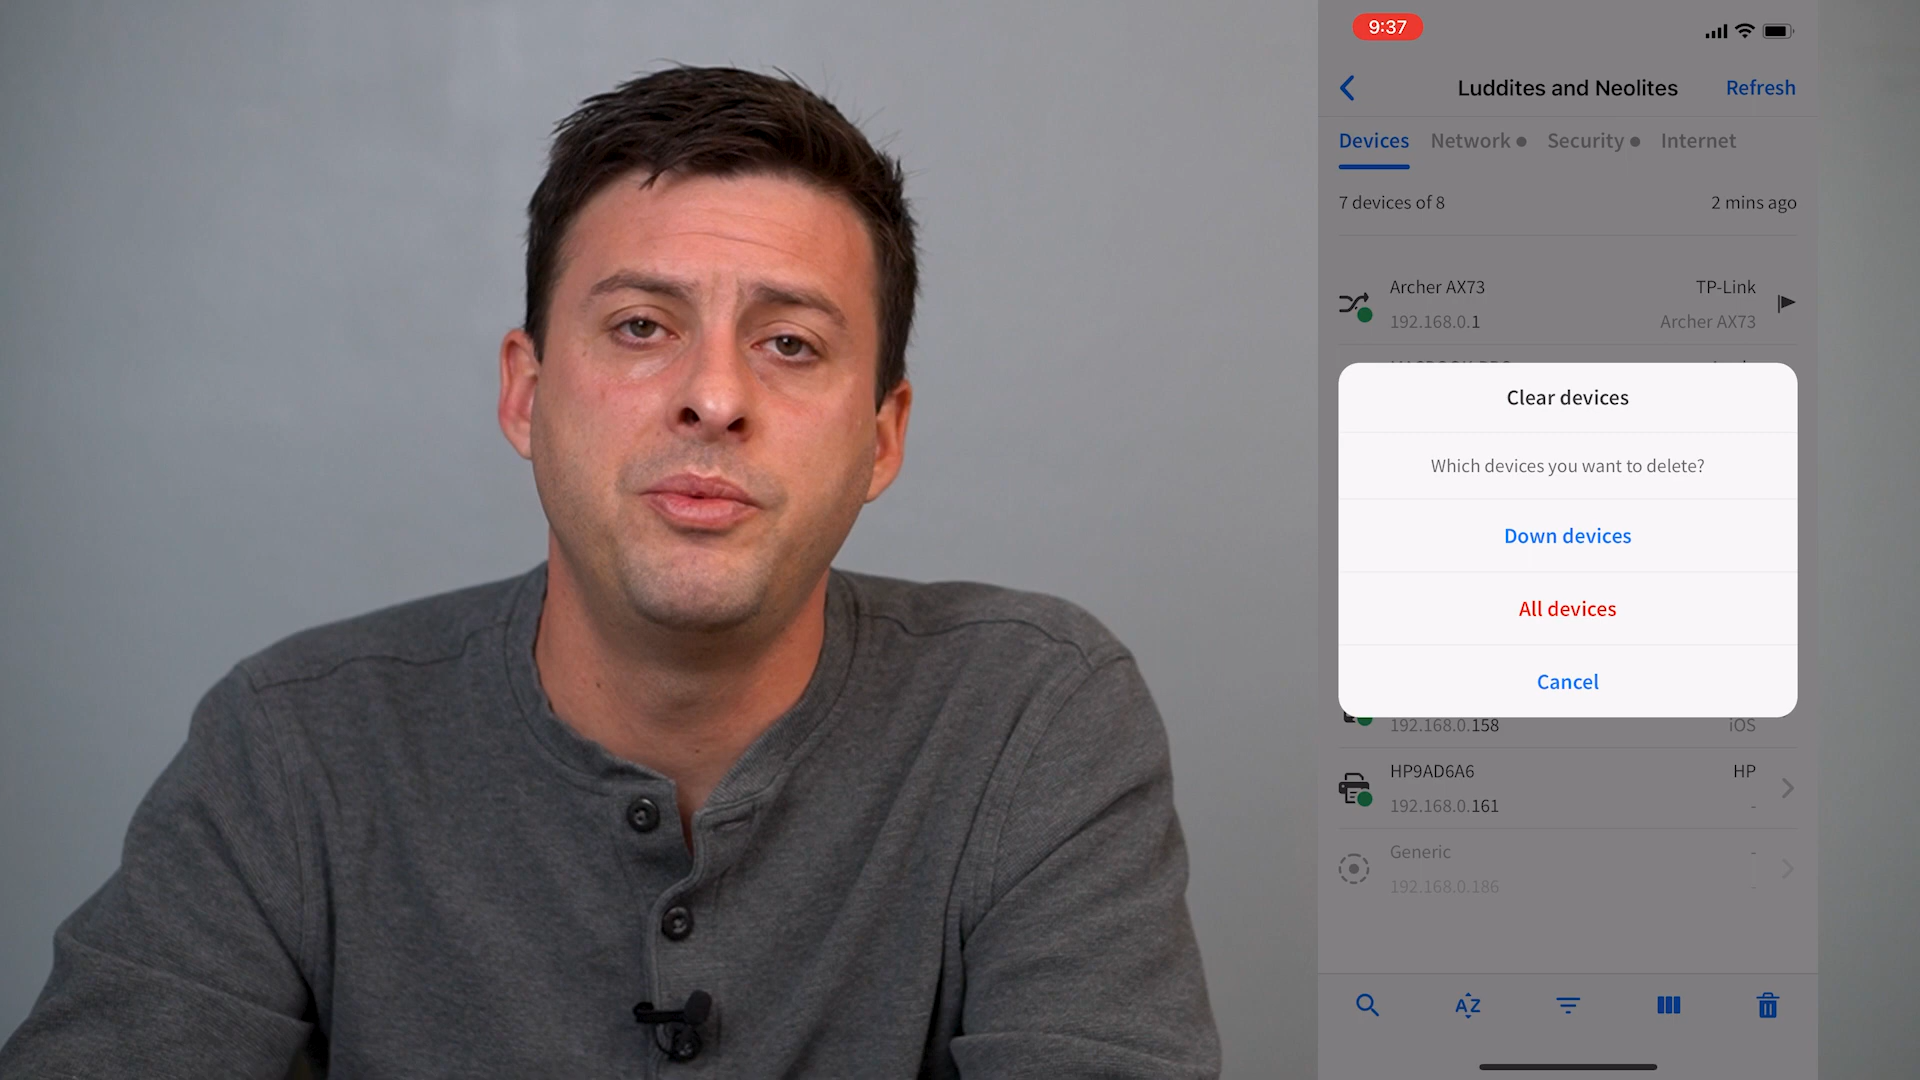 9:37
Luddites and Neolites
Refresh
Devices
Network
Security
Internet
7 devices of 8
2 mins ago
Archer AX73
TP-Link
192.168.0.1
Archer AX73
Clear devices
Which devices you want to delete?
Down devices
All devices
Cancel
192.168.0.158
iOS
HP9AD6A6
HP
192.168.0.161
-
Generic
-
192.168.0.186
-
AZ